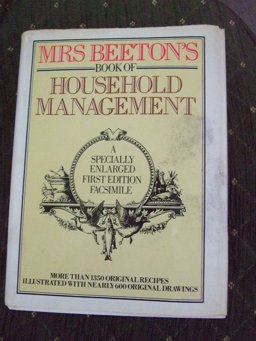 MRS BEETON'S
BOOK OF
HOUSEHOLD
MANAGEMENT
A
SPECIALLY
ENLARGED
FIRST EDITION
FACSIMILE
MORE THAN 1350 ORIGINAL RECIPES
ILLUSTRATED WITH NEARLY 600 ORIGINAL DRAWINGS